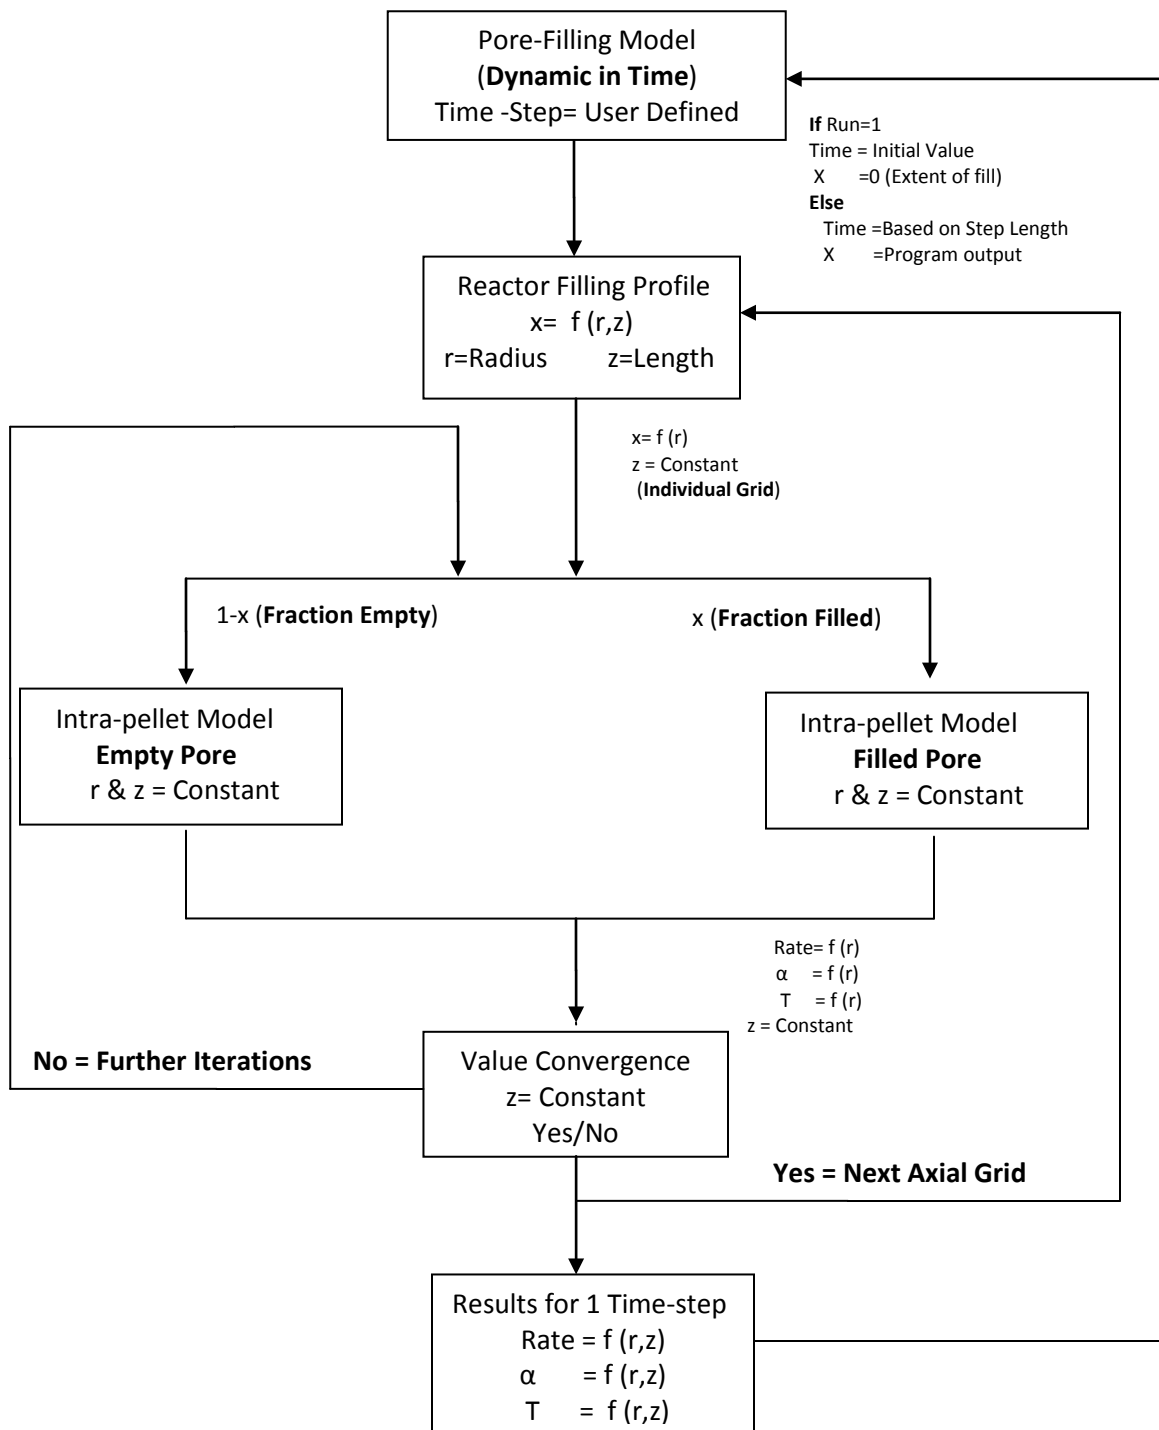 Pore-Filling Model
(Dynamic in Time)
Time -Step= User Defined
If Run=1
Time = Initial Value
X =0 (Extent of fill)
Else
Time =Based on Step Length
X =Program output
Reactor Filling Profile
x= f (r,z)
r=Radius z=Length
x= f (r)
z = Constant
(Individual Grid)
1-x (Fraction Empty)
x (Fraction Filled)
Intra-pellet Model
Empty Pore
r & z = Constant
Intra-pellet Model
Filled Pore
r & z = Constant
Rate= f (r)
α = f (r)
T = f (r)
z = Constant
No = Further Iterations
Value Convergence
z= Constant
Yes/No
Yes = Next Axial Grid
Results for 1 Time-step
Rate = f (r,z)
α = f (r,z)
T = f (r,z)